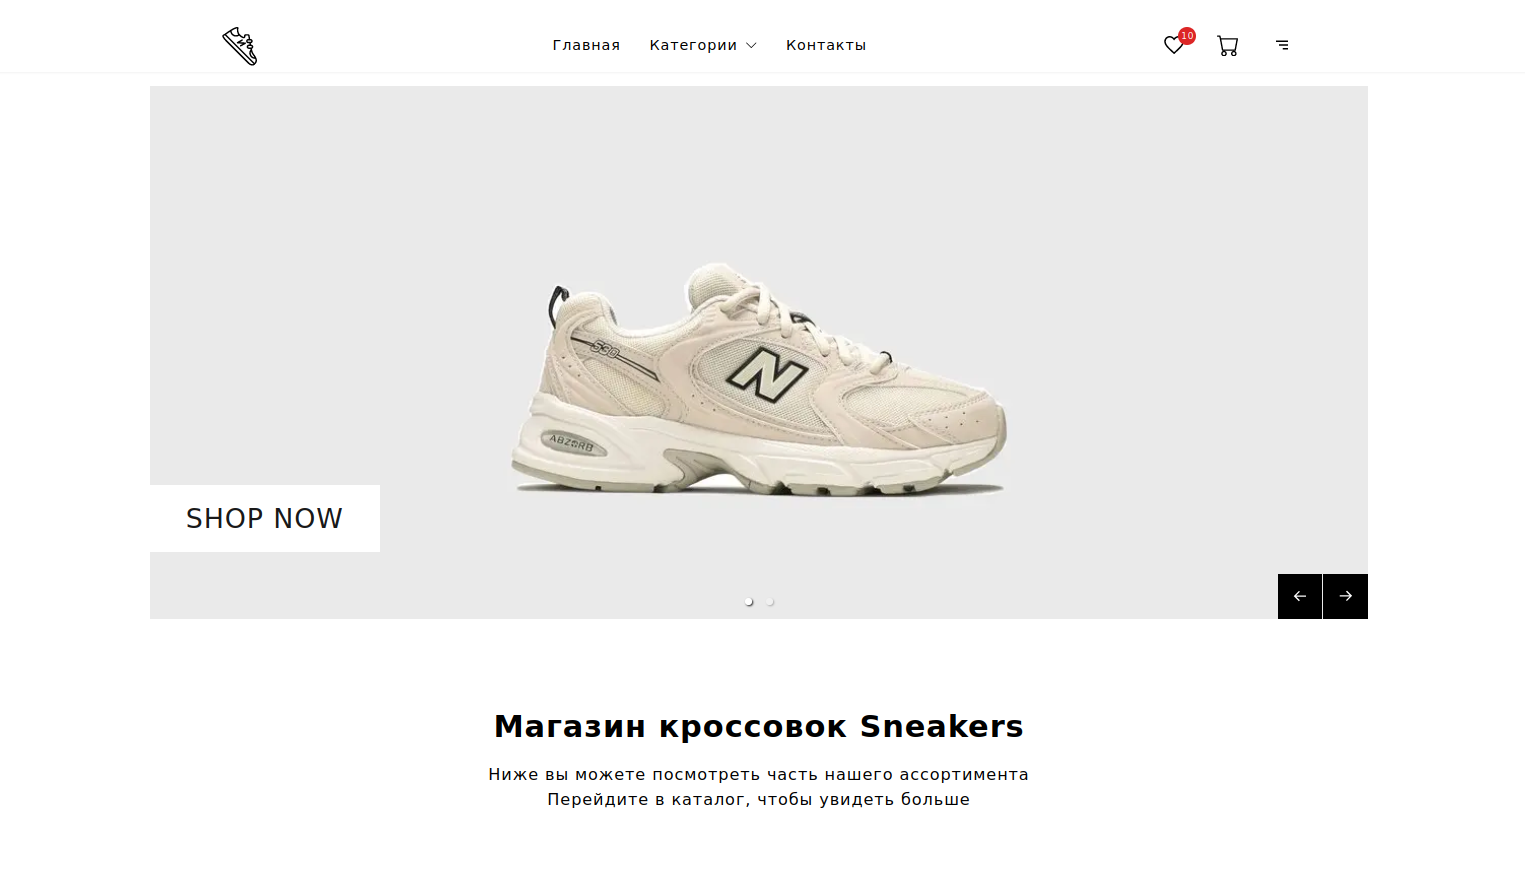 Главная
Категории
Контакты
10
530
N
ABZORB
SHOP NOW
Магазин кроссовок Sneakers
Ниже вы можете посмотреть часть нашего ассортимента
Перейдите в каталог, чтобы увидеть больше